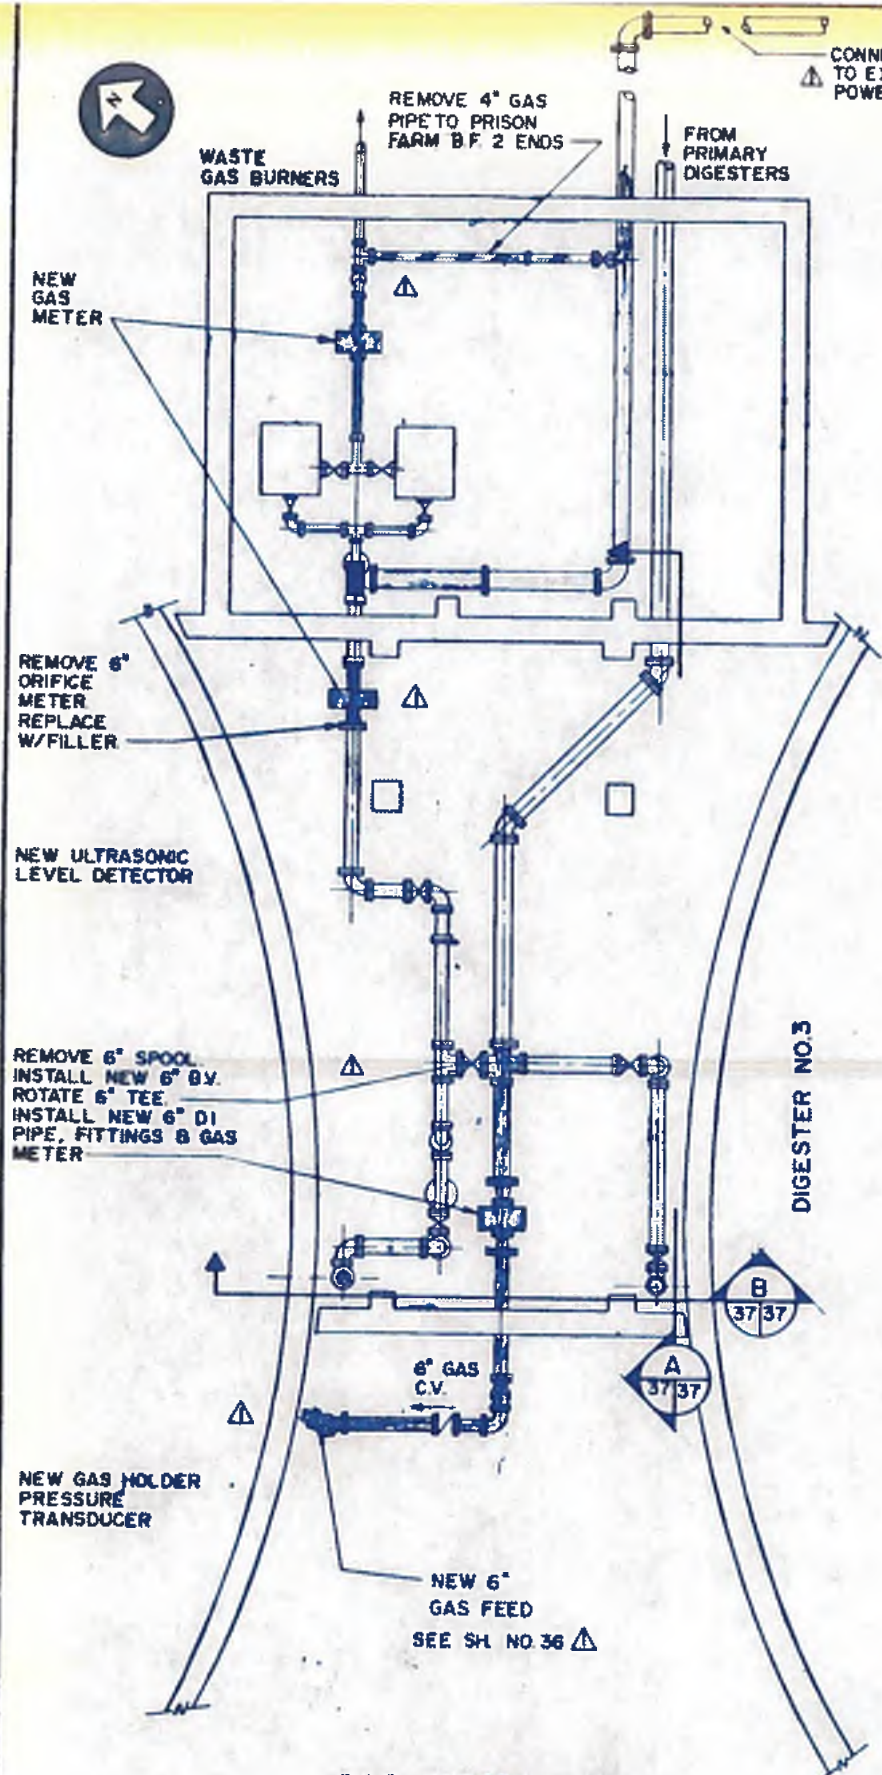 CONN
TO E
POWE
N
REMOVE 4" GAS
PIPE TO PRISON
FARM B.F. 2 ENDS
FROM
PRIMARY
DIGESTERS
WASTE
GAS BURNERS
NEW
GAS
METER
REMOVE 6"
ORIFICE
METER
REPLACE
W/FILLER
NEW ULTRASONIC
LEVEL DETECTOR
REMOVE 6" SPOOL
INSTALL NEW 6" B.V.
ROTATE 6" TEE
INSTALL NEW 6" DI
PIPE, FITTINGS & GAS
METER
DIGESTER NO.3
B
37 37
A
37 37
6" GAS
C.V.
NEW GAS HOLDER
PRESSURE
TRANSDUCER
NEW 6"
GAS FEED
SEE SH. NO. 36